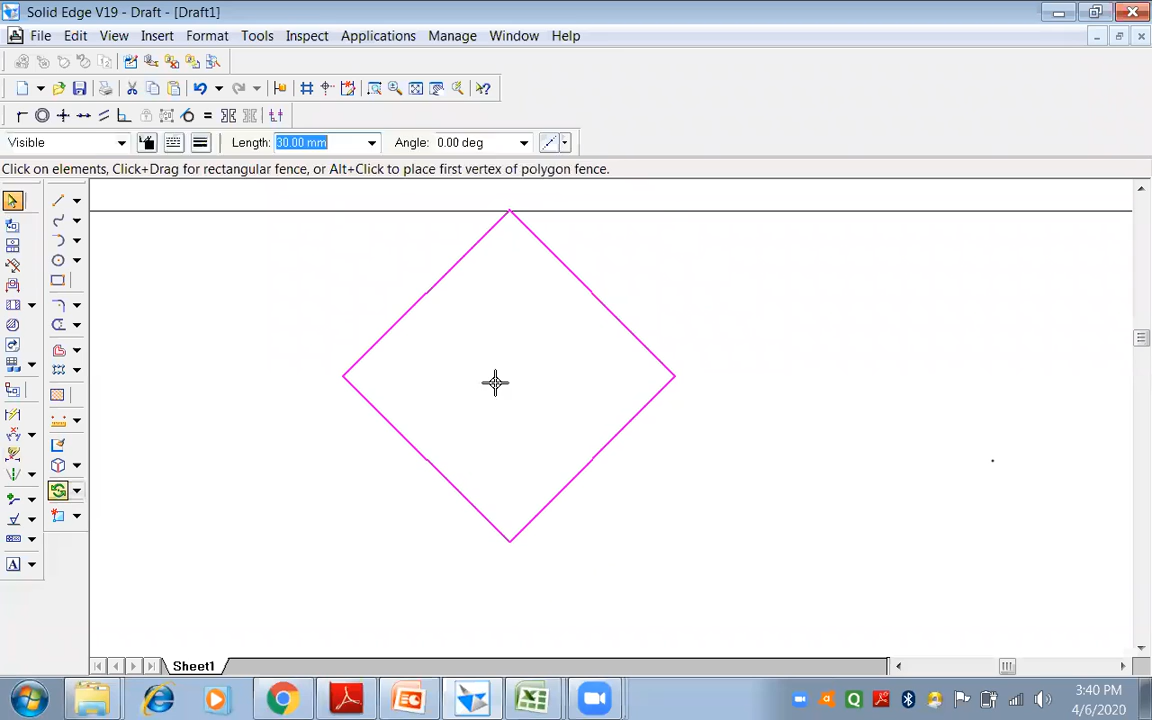 Solid Edge V19 - Draft - [Draft1]
File Edit View Insert Format Tools Inspect Applications Manage Window Help
Visible Length: 30.00 mm Angle: 0.00 deg
Click on elements, Click+Drag for rectangular fence, or Alt+Click to place first vertex of polygon fence.
A
Sheet1
3:40 PM
4/6/2020